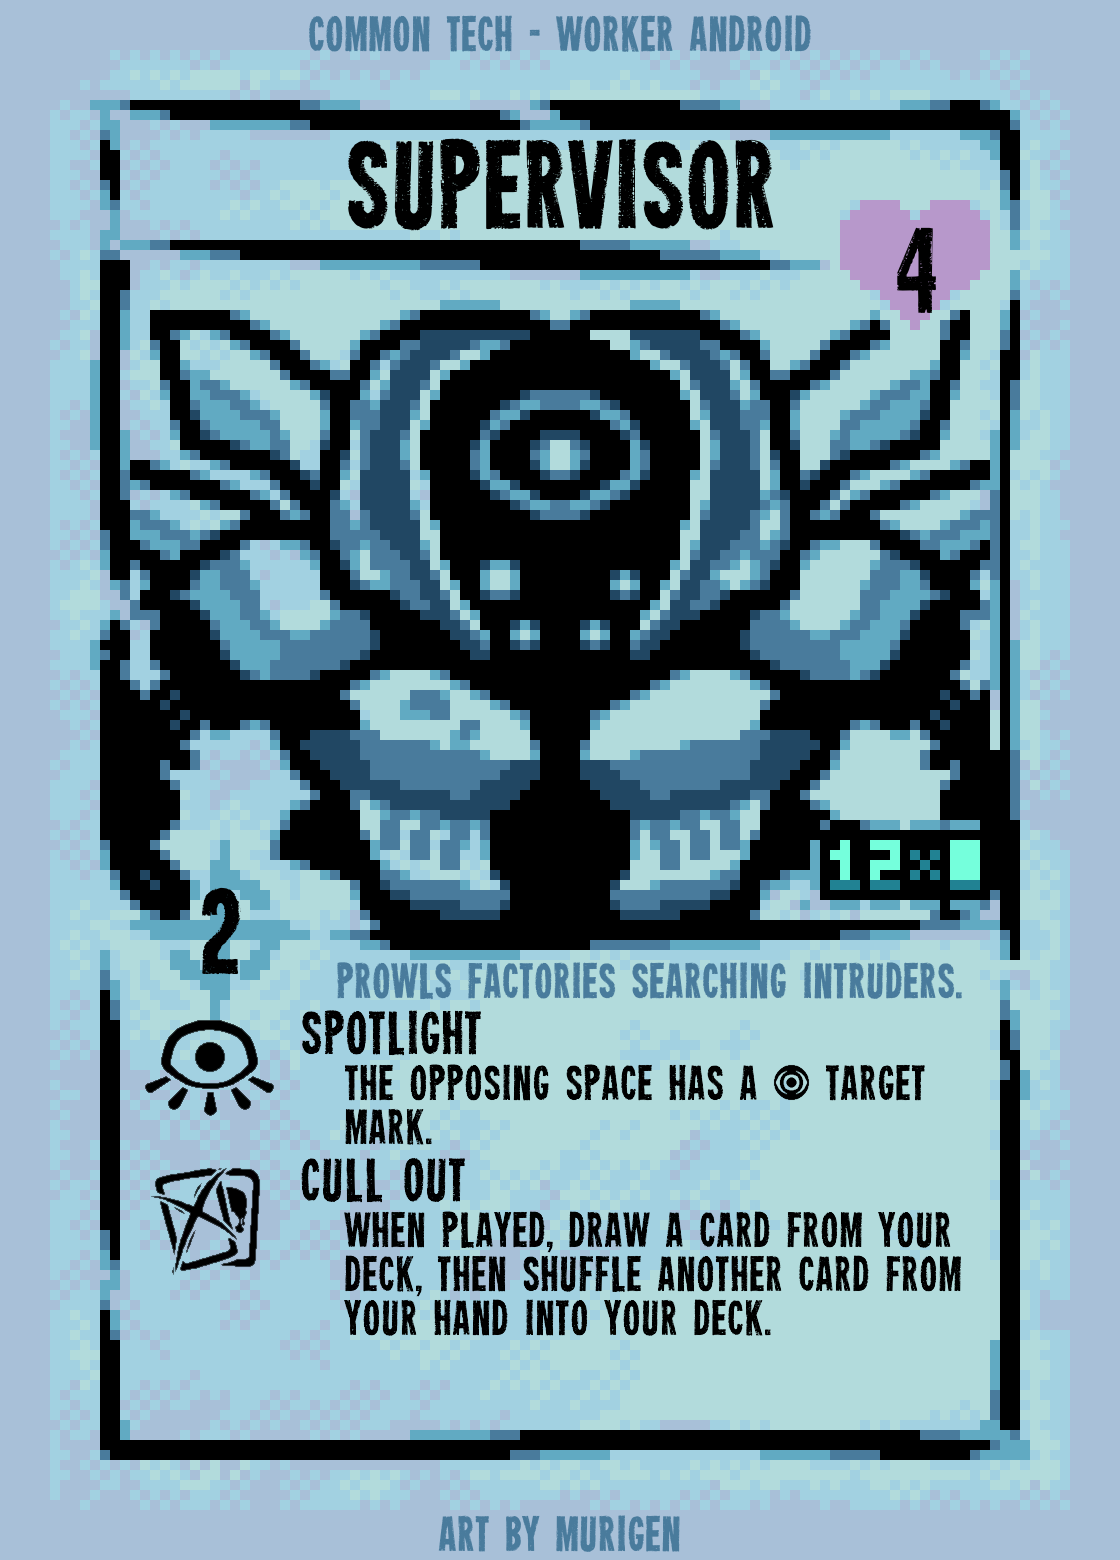 COMMON TECH - WORKER ANDROID
SUPERVISOR
4
12×
2
PROWLS FACTORIES SEARCHING INTRUDERS.
SPOTLIGHT
THE OPPOSING SPACE HAS A TARGET
MARK.
CULL OUT
WHEN PLAYED, DRAW A CARD FROM YOUR
DECK, THEN SHUFFLE ANOTHER CARD FROM
YOUR HAND INTO YOUR DECK.
ART BY MURIGEN